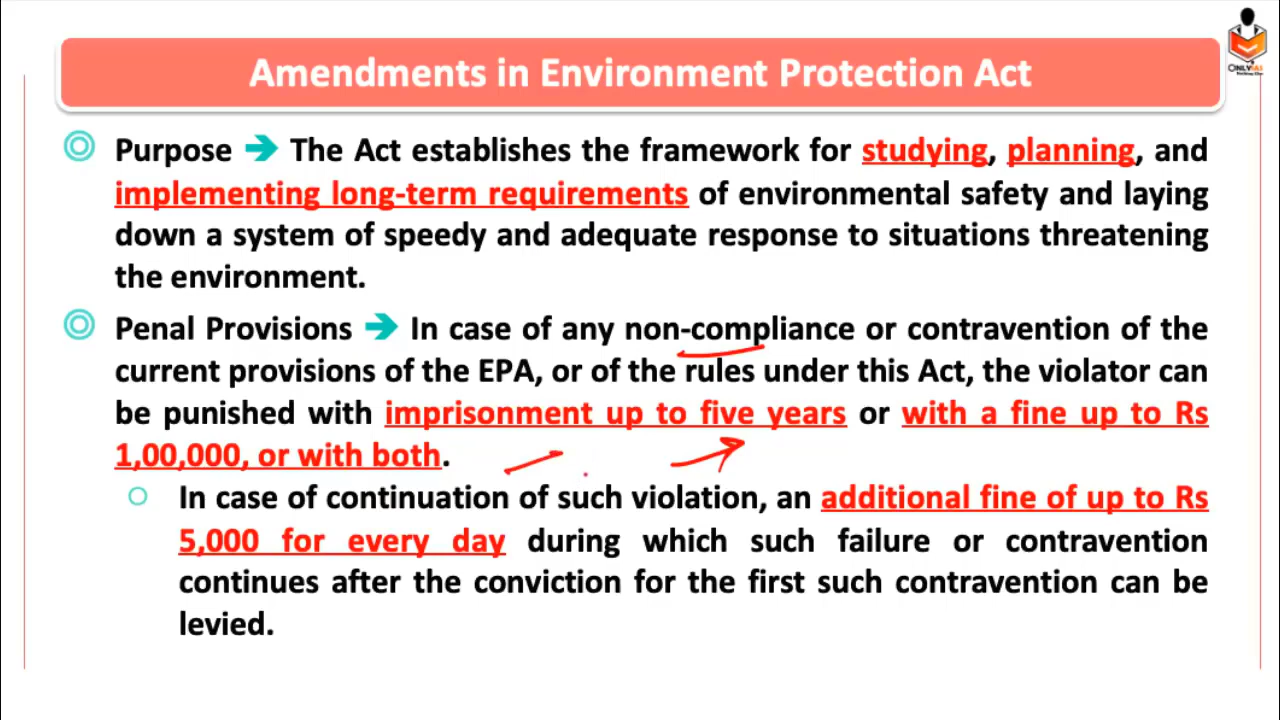 Amendments in Environment Protection Act
ONLYIAS
Purpose ➔ The Act establishes the framework for studying, planning, and
implementing long-term requirements of environmental safety and laying
down a system of speedy and adequate response to situations threatening
the environment.
Penal Provisions ➔ In case of any non-compliance or contravention of the
current provisions of the EPA, or of the rules under this Act, the violator can
be punished with imprisonment up to five years or with a fine up to Rs
1,00,000, or with both.
In case of continuation of such violation, an additional fine of up to Rs
5,000 for every day during which such failure or contravention
continues after the conviction for the first such contravention can be
levied.